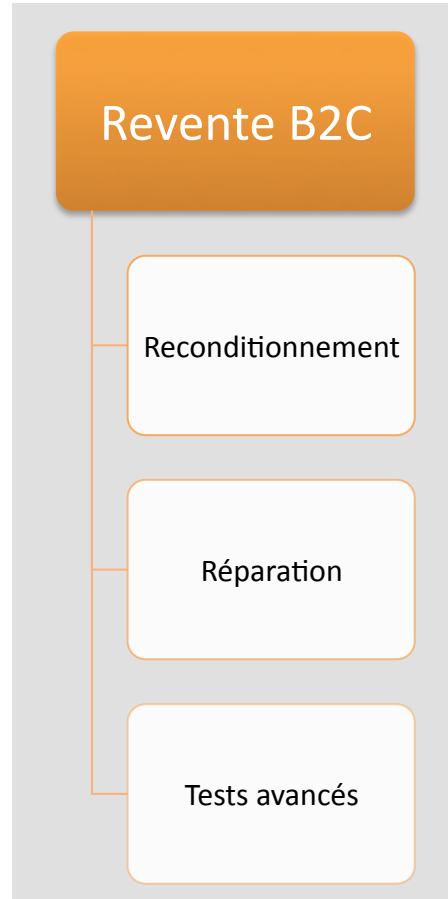 Revente B2C
Reconditionnement
Réparation
Tests avancés